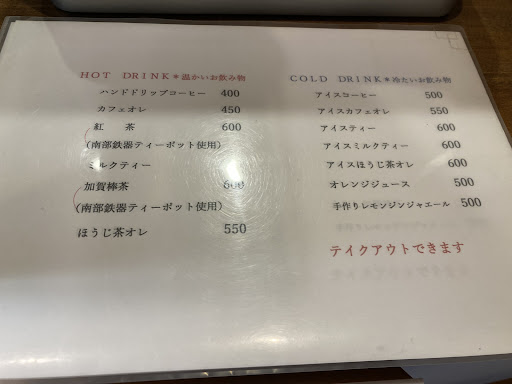 HOT DRINK＊温かいお飲み物
ハンドドリップコーヒー 400
カフェオレ 450
紅 茶 600
(南部鉄器ティーポット使用)
ミルクティー
加賀棒茶 600
(南部鉄器ティーポット使用)
ほうじ茶オレ 550
COLD DRINK＊冷たいお飲み物
アイスコーヒー 500
アイスカフェオレ 550
アイスティー 600
アイスミルクティー 600
アイスほうじ茶オレ 600
オレンジジュース 500
手作りレモンジンジャエール 500
テイクアウトできます